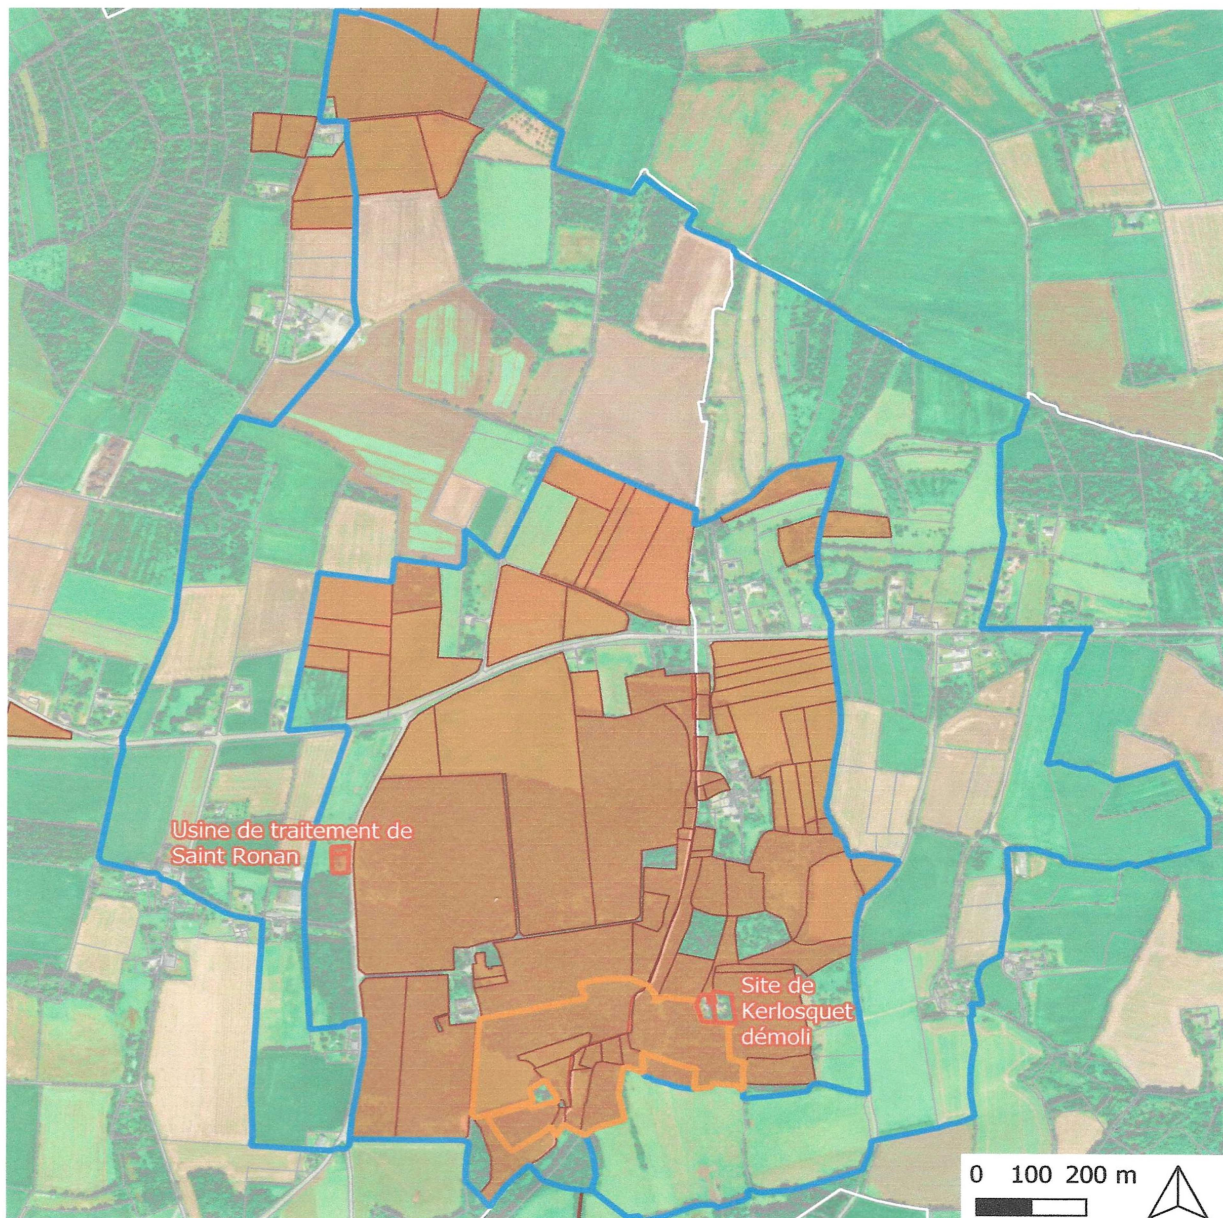 Usine de traitement de
Saint Ronan
Site de
Kerlosquet
démoli
0 100 200 m